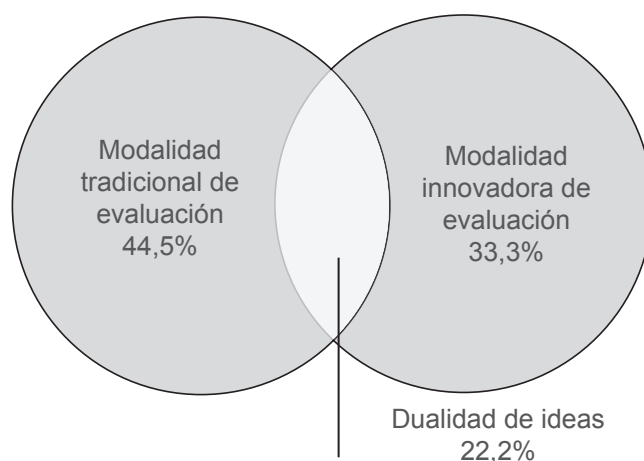 Modalidad
tradicional de
evaluación
44,5%
Modalidad
innovadora de
evaluación
33,3%
Dualidad de ideas
22,2%